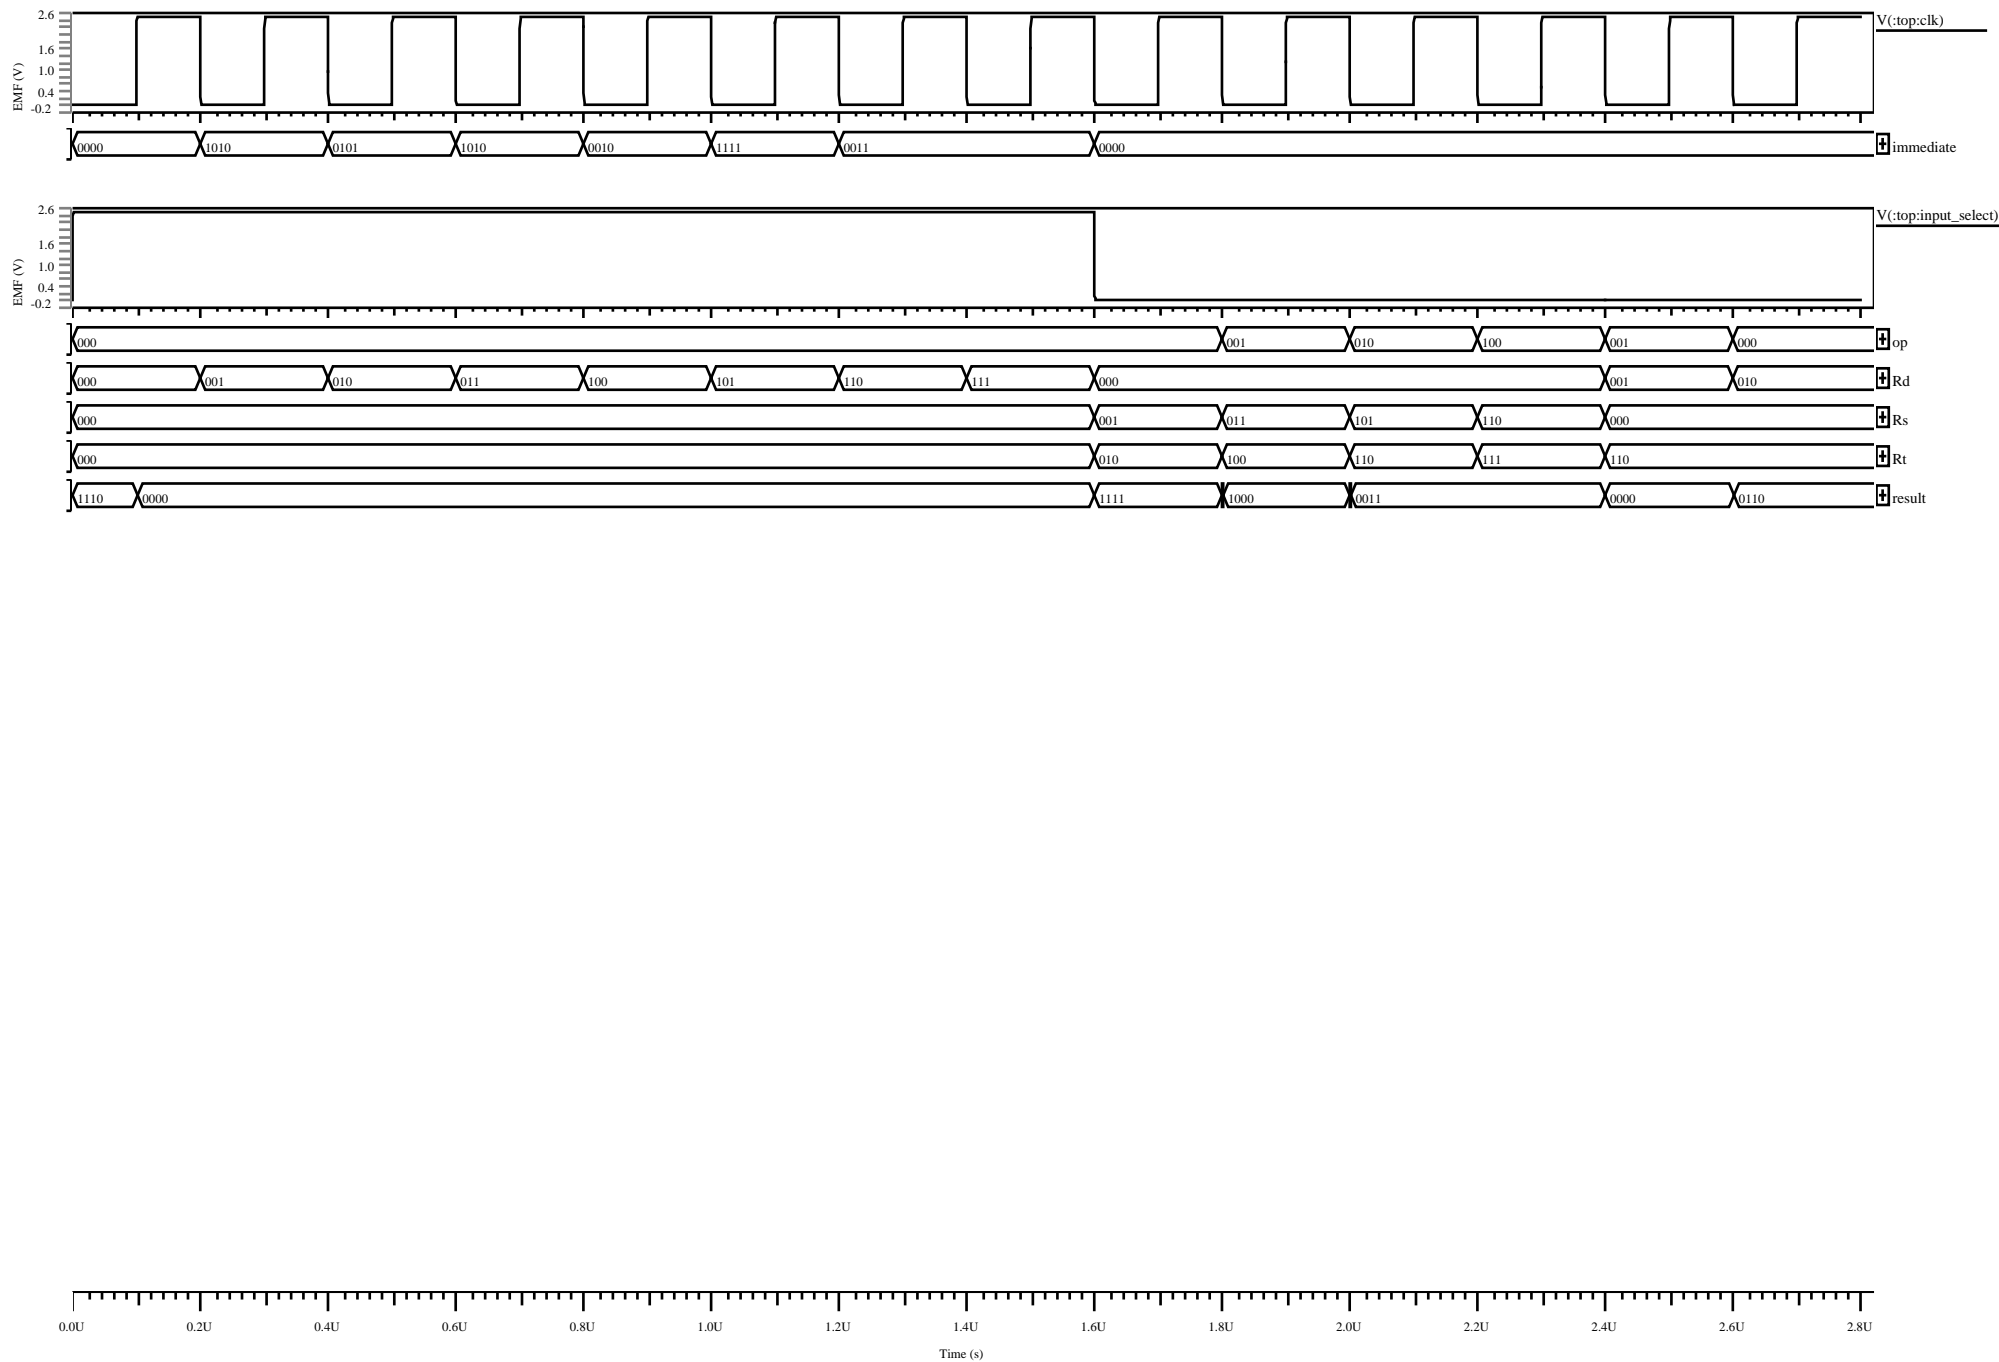 2.6
1.6
1.0
0.4
-0.2
EMF (V)
V(:top:clk)
0000 1010 0101 1010 0010 1111 0011 0000 immediate
2.6
1.6
1.0
0.4
-0.2
EMF (V)
V(:top:input_select)
000 001 010 100 001 000 op
000 001 010 011 100 101 110 111 000 001 010 Rd
000 001 011 101 110 000 Rs
000 010 100 110 111 110 Rt
1110 0000 1111 1000 0011 0000 0110 result
0.0U 0.2U 0.4U 0.6U 0.8U 1.0U 1.2U 1.4U 1.6U 1.8U 2.0U 2.2U 2.4U 2.6U 2.8U
Time (s)